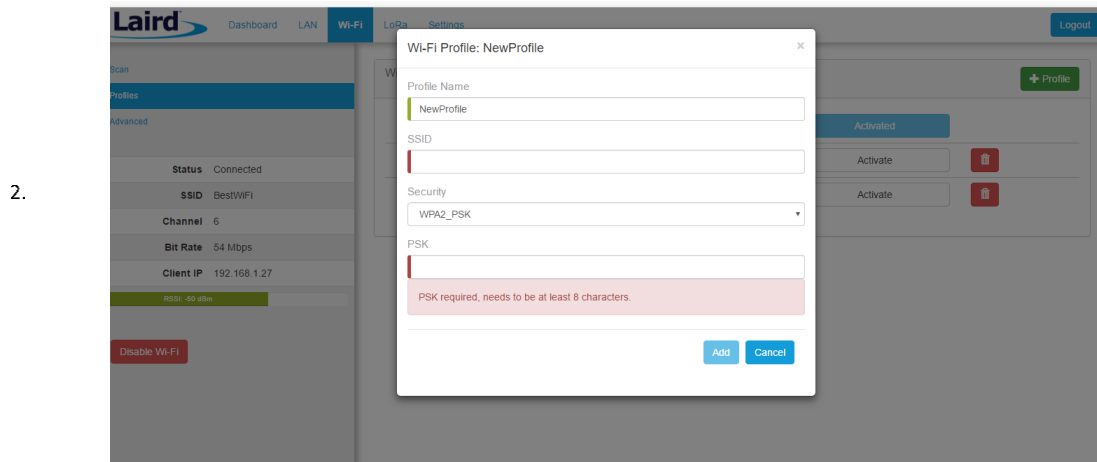 Laird Dashboard LAN Wi-Fi LoRa Settings Logout
Wi-Fi Profile: NewProfile ×
Scan
Wi
+ Profile
Profiles
Profile Name
NewProfile
Advanced
Activated
SSID
Status Connected
Activate
2.
SSID BestWiFi
Security
Activate
WPA2_PSK
Channel 6
Bit Rate 54 Mbps
PSK
Client IP 192.168.1.27
RSSI: -50 dBm
PSK required, needs to be at least 8 characters.
Disable Wi-Fi
Add Cancel